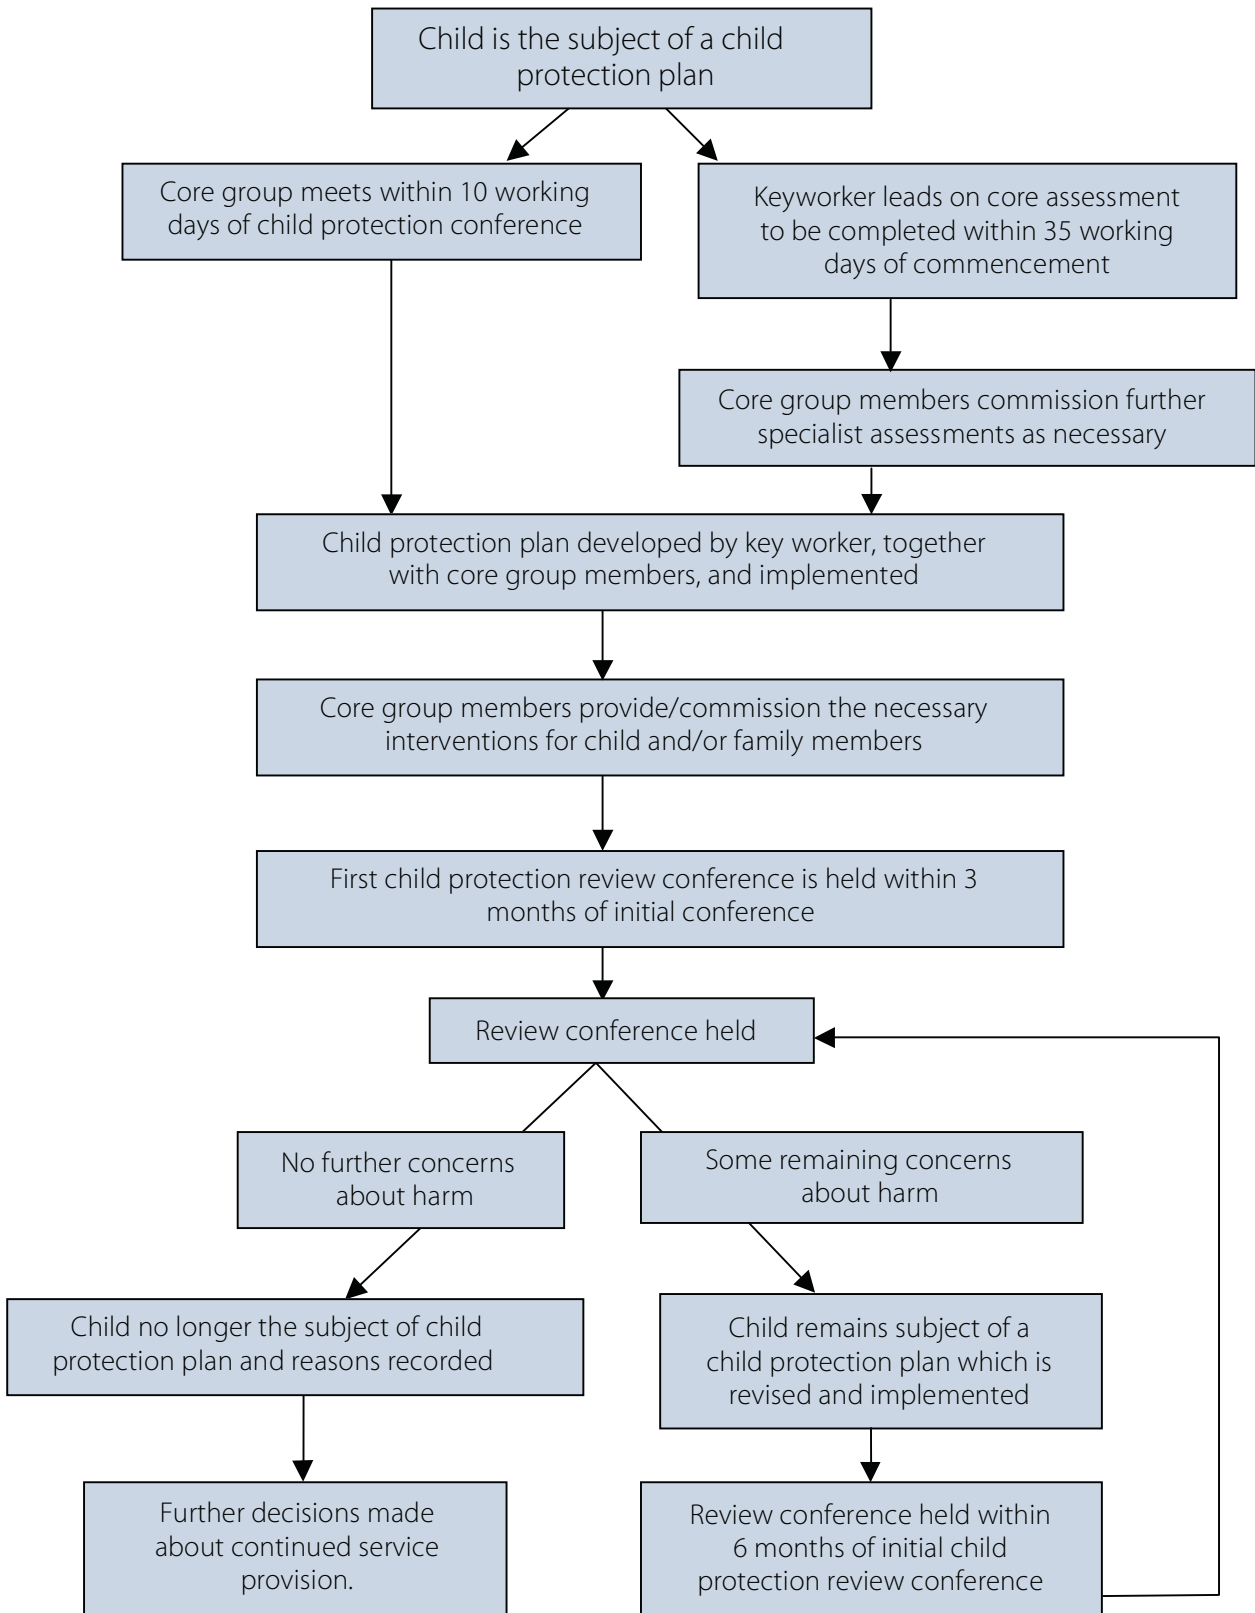 Child is the subject of a child
protection plan
Core group meets within 10 working
days of child protection conference
Keyworker leads on core assessment
to be completed within 35 working
days of commencement
Core group members commission further
specialist assessments as necessary
Child protection plan developed by key worker, together
with core group members, and implemented
Core group members provide/commission the necessary
interventions for child and/or family members
First child protection review conference is held within 3
months of initial conference
Review conference held
No further concerns
about harm
Some remaining concerns
about harm
Child no longer the subject of child
protection plan and reasons recorded
Child remains subject of a
child protection plan which is
revised and implemented
Further decisions made
about continued service
provision.
Review conference held within
6 months of initial child
protection review conference